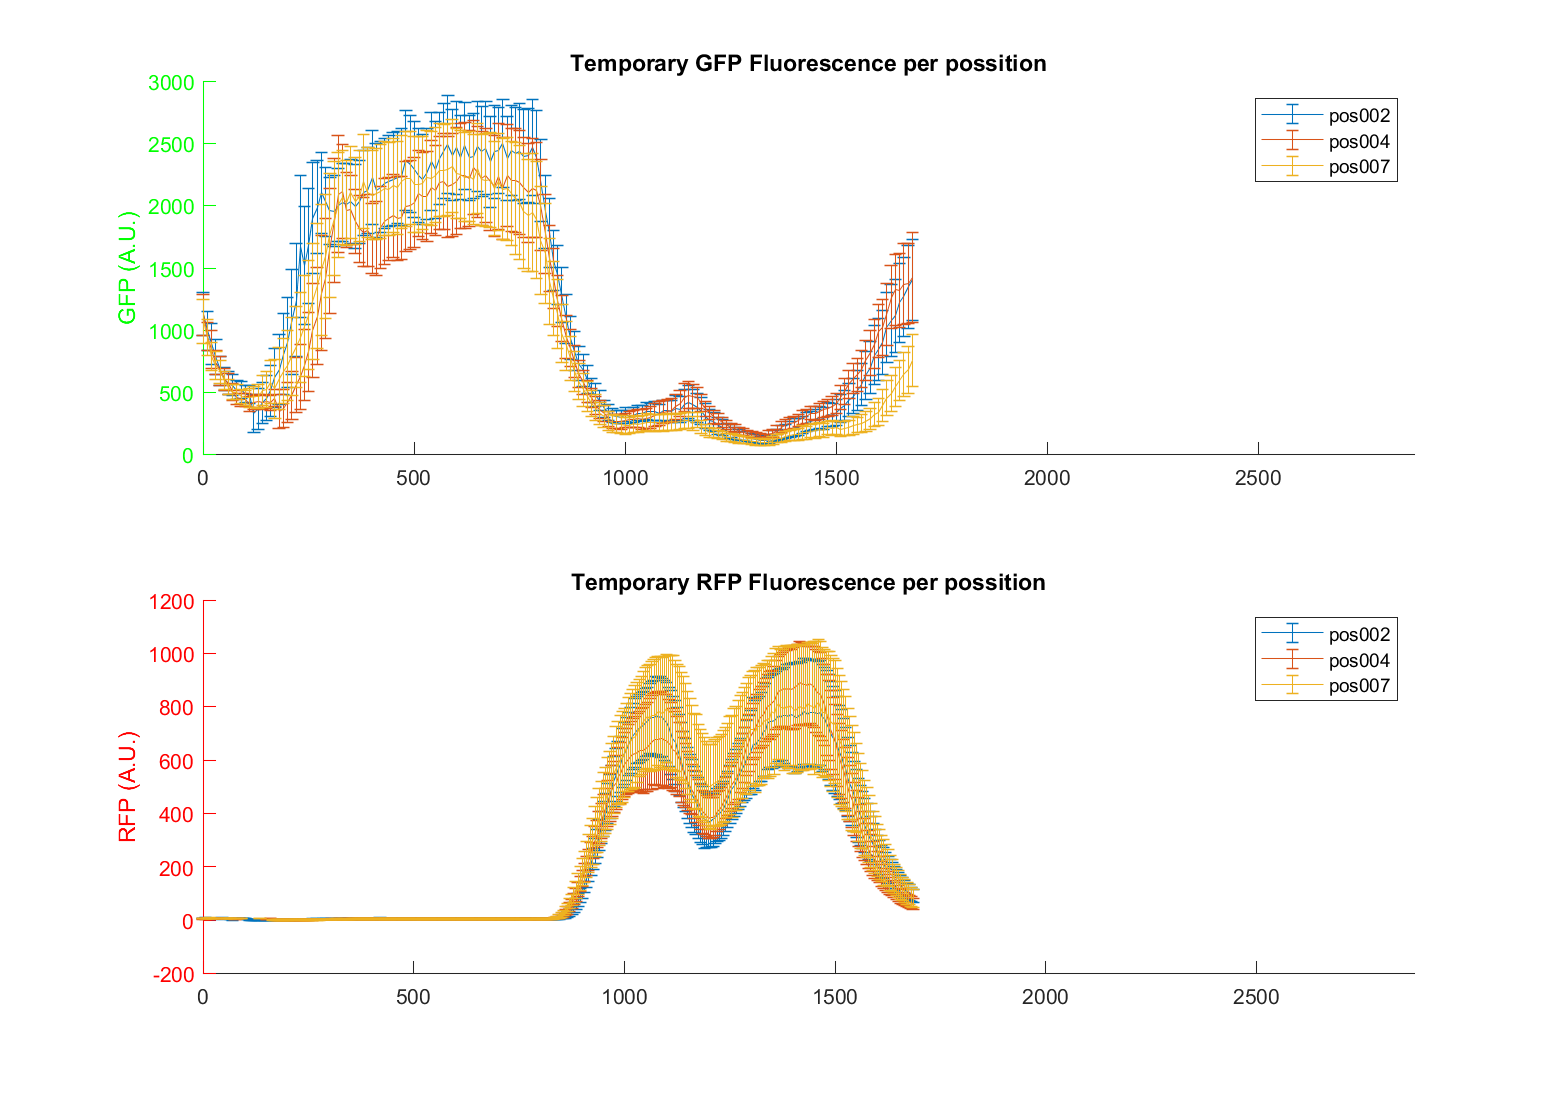 Temporary GFP Fluorescence per possition
3000
2500
2000
1500
1000
500
0
GFP (A.U.)
0 500 1000 1500 2000 2500
pos002
pos004
pos007
Temporary RFP Fluorescence per possition
1200
1000
800
600
400
200
0
-200
RFP (A.U.)
0 500 1000 1500 2000 2500
pos002
pos004
pos007